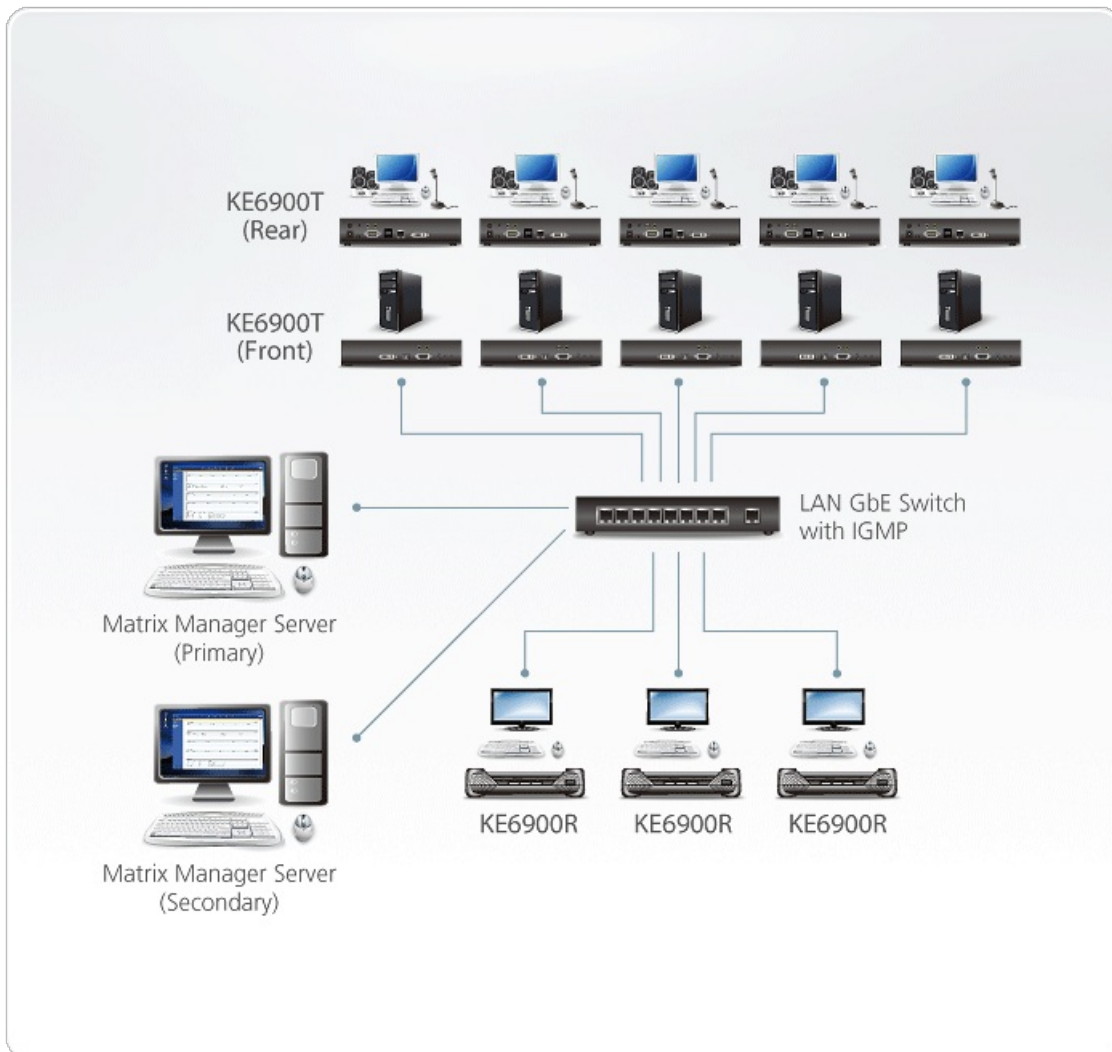 KE6900T
(Rear)
KE6900T
(Front)
LAN GbE Switch
with IGMP
Matrix Manager Server
(Primary)
Matrix Manager Server
(Secondary)
KE6900R
KE6900R
KE6900R